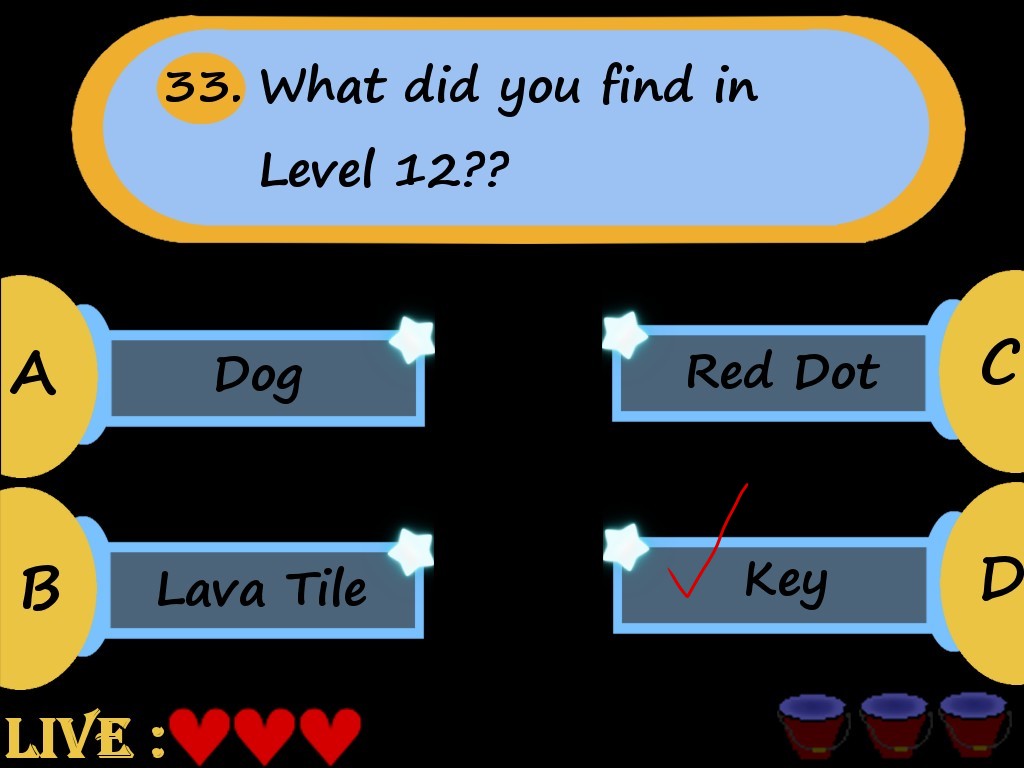 33. What did you find in
Level 12??
A
Dog
Red Dot
C
B
Lava Tile
Key
D
LIVE :